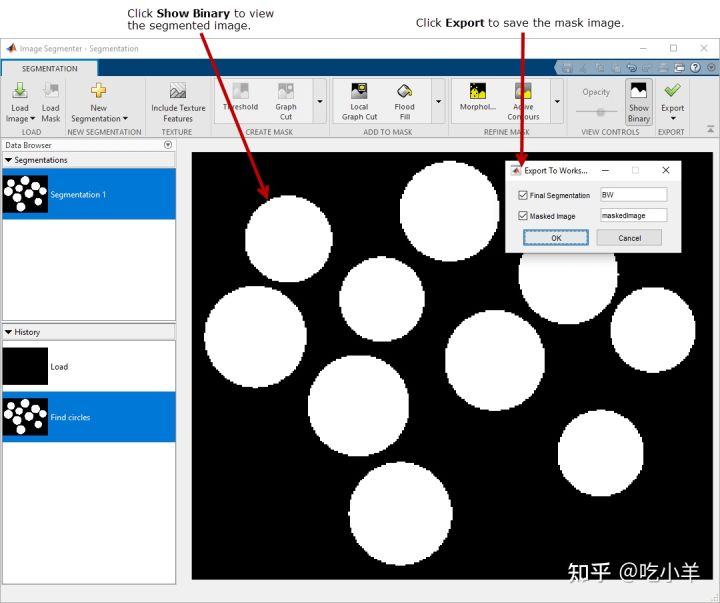 Click Show Binary to view
the segmented image.
Click Export to save the mask image.
Image Segmenter - Segmentation
SEGMENTATION
Load
Image
Load
Mask
New
Segmentation
Include Texture
Features
Threshold
Graph
Cut
Local
Graph Cut
Flood
Fill
Morphol...
Active
Contours
Opacity
Show
Binary
Export
LOAD
NEW SEGMENTATION
TEXTURE
CREATE MASK
ADD TO MASK
REFINE MASK
VIEW CONTROLS
EXPORT
Data Browser
Segmentations
Segmentation 1
History
Load
Find circles
Export To Works...
Final Segmentation
BW
Masked Image
maskedImage
OK
Cancel
知乎 @吃小羊